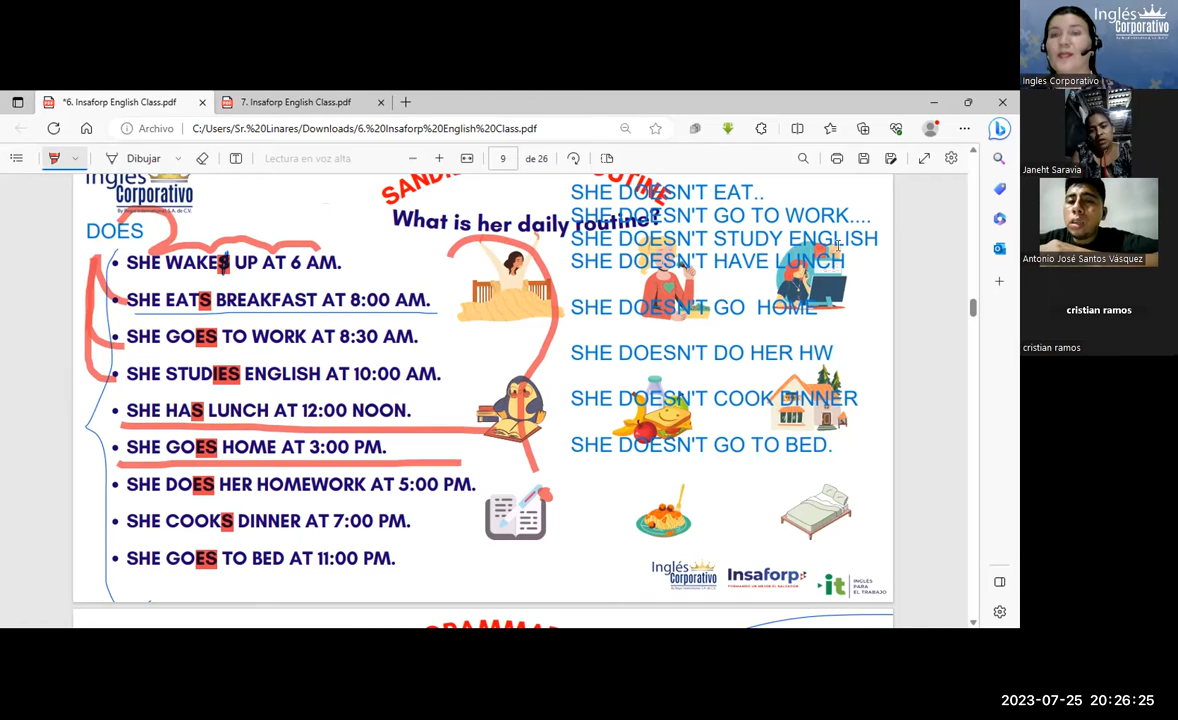 *6. Insaforp English Class.pdf
7. Insaforp English Class.pdf
Archivo
C:/Users/Sr.%20Linares/Downloads/6.%20Insaforp%20English%20Class.pdf
Dibujar
Lectura en voz alta
9
de 26
Inglés
Corporativo
What is her daily routine?
DOES
• SHE WAKES UP AT 6 AM.
• SHE EATS BREAKFAST AT 8:00 AM.
• SHE GOES TO WORK AT 8:30 AM.
• SHE STUDIES ENGLISH AT 10:00 AM.
• SHE HAS LUNCH AT 12:00 NOON.
• SHE GOES HOME AT 3:00 PM.
• SHE DOES HER HOMEWORK AT 5:00 PM.
• SHE COOKS DINNER AT 7:00 PM.
• SHE GOES TO BED AT 11:00 PM.
SHE DOESN'T EAT..
SHE DOESN'T GO TO WORK....
SHE DOESN'T STUDY ENGLISH
SHE DOESN'T HAVE LUNCH
SHE DOESN'T GO  HOME
SHE DOESN'T DO HER HW
SHE DOESN'T COOK DINNER
SHE DOESN'T GO TO BED.
Inglés
Corporativo
Insaforp
it
INGLÉS
PARA
EL TRABAJO
Inglés
Corporativo
Ingles Corporativo
Janeht Saravia
Antonio José Santos Vásquez
cristian ramos
cristian ramos
2023-07-25 20:26:25